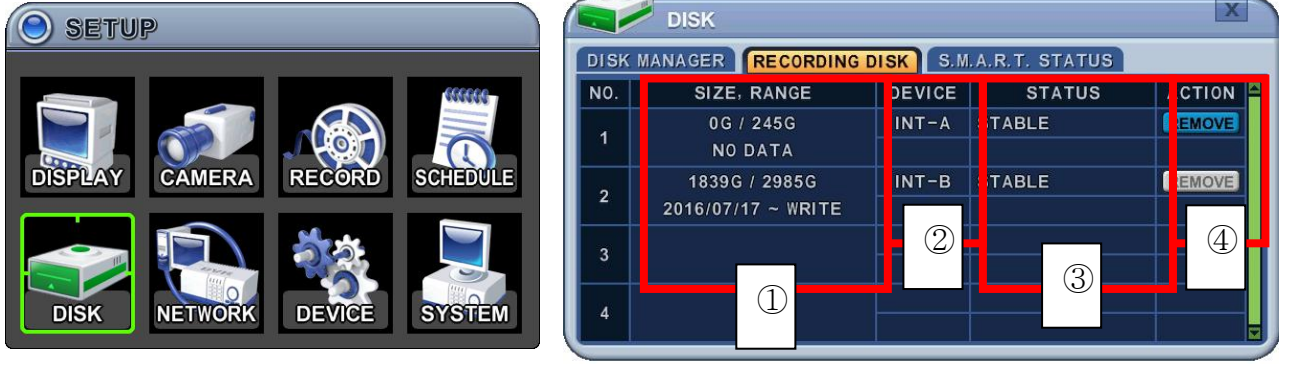 SETUP
DISPLAY CAMERA RECORD SCHEDULE
DISK NETWORK DEVICE SYSTEM
DISK X
DISK MANAGER RECORDING DISK S.M.A.R.T. STATUS
NO. SIZE, RANGE DEVICE STATUS ACTION
1 0G / 245G INT-A STABLE REMOVE
NO DATA
2 1839G / 2985G INT-B STABLE REMOVE
2016/07/17 ~ WRITE
3
4
① ② ③ ④